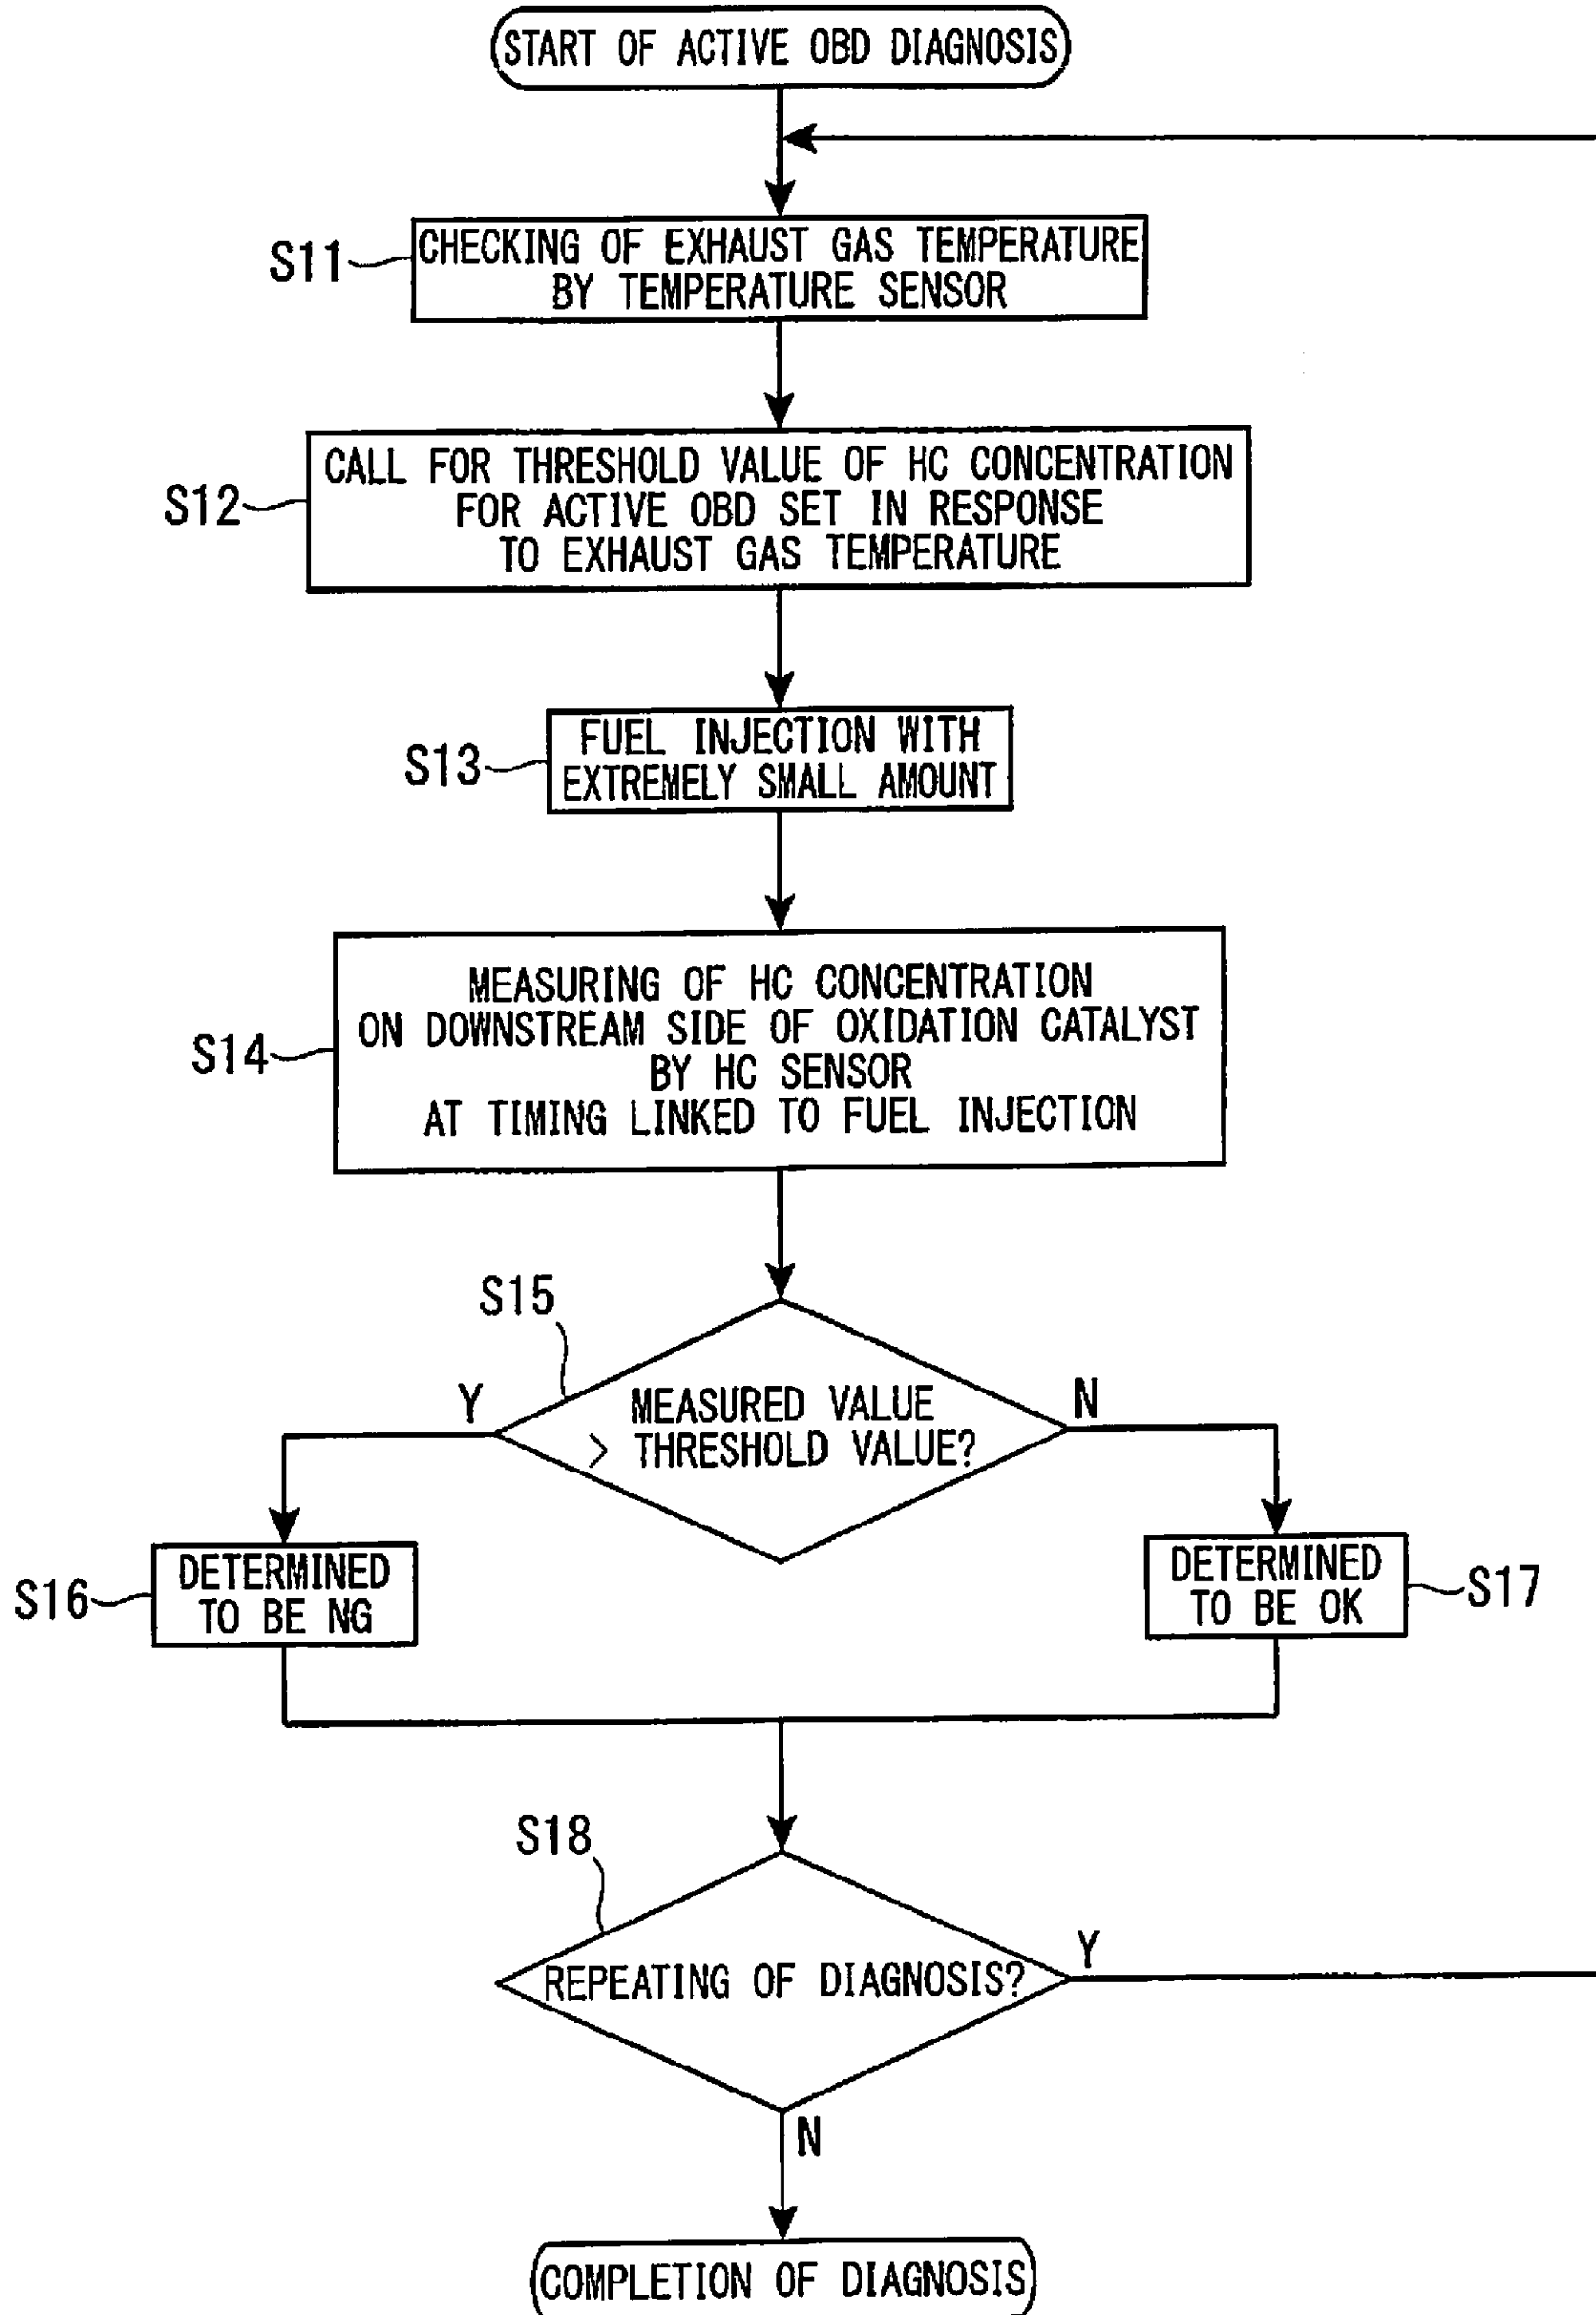 START OF ACTIVE OBD DIAGNOSIS
S11
CHECKING OF EXHAUST GAS TEMPERATURE
BY TEMPERATURE SENSOR
S12
CALL FOR THRESHOLD VALUE OF HC CONCENTRATION
FOR ACTIVE OBD SET IN RESPONSE
TO EXHAUST GAS TEMPERATURE
S13
FUEL INJECTION WITH
EXTREMELY SMALL AMOUNT
S14
MEASURING OF HC CONCENTRATION
ON DOWNSTREAM SIDE OF OXIDATION CATALYST
BY HC SENSOR
AT TIMING LINKED TO FUEL INJECTION
S15
Y
MEASURED VALUE
> THRESHOLD VALUE?
N
S16
DETERMINED
TO BE NG
DETERMINED
TO BE OK
S17
S18
REPEATING OF DIAGNOSIS?
Y
N
COMPLETION OF DIAGNOSIS